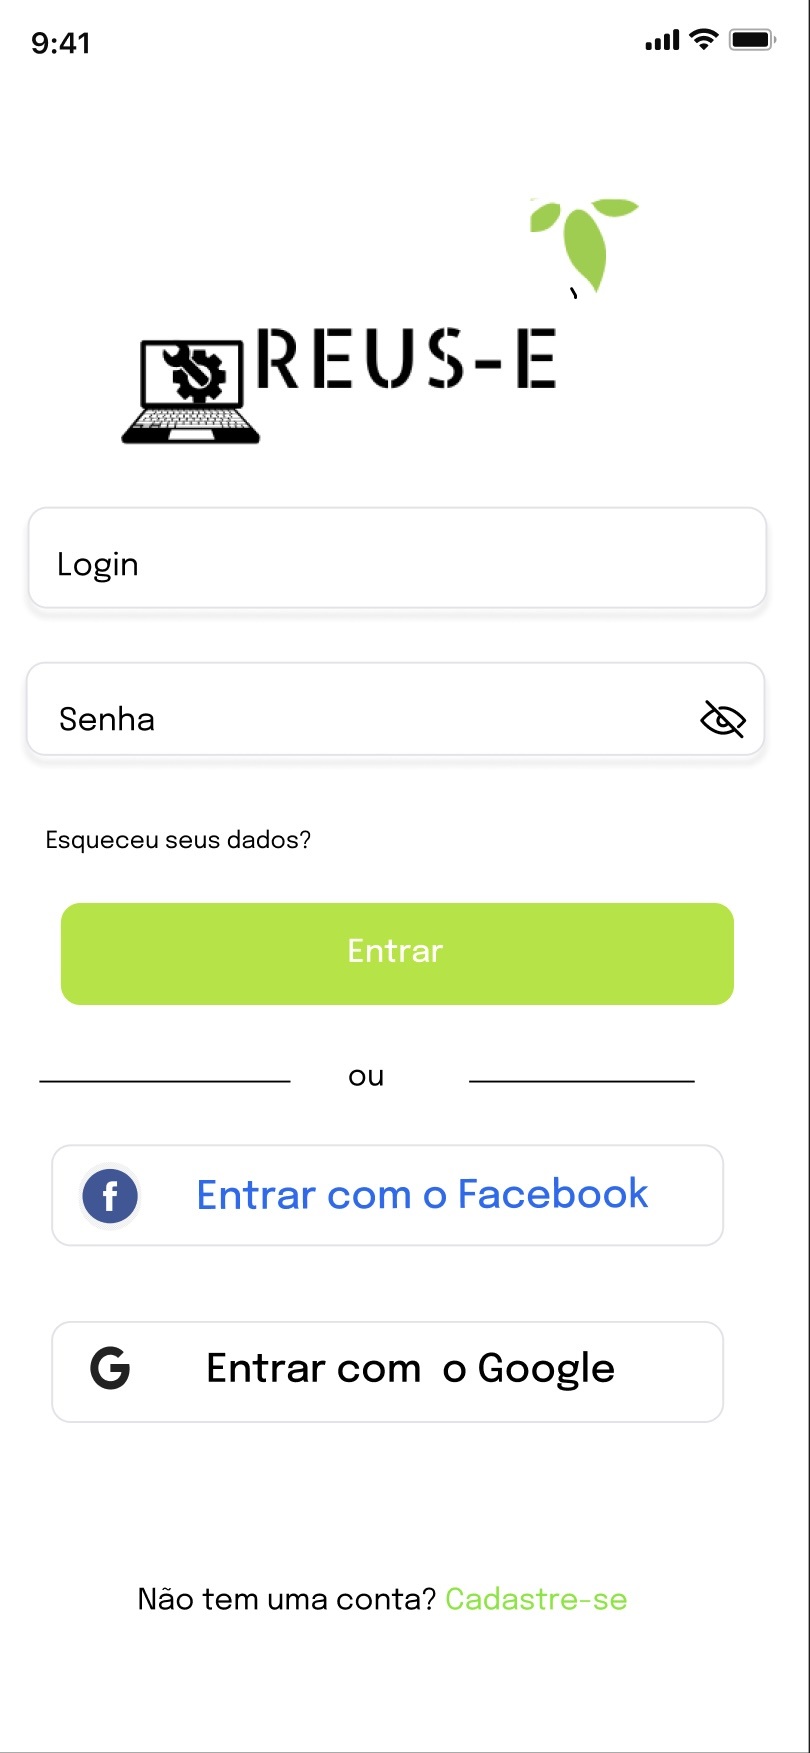 9:41
REUS-E
Login
Senha
Esqueceu seus dados?
Entrar
ou
Entrar com o Facebook
Entrar com  o Google
Não tem uma conta? Cadastre-se